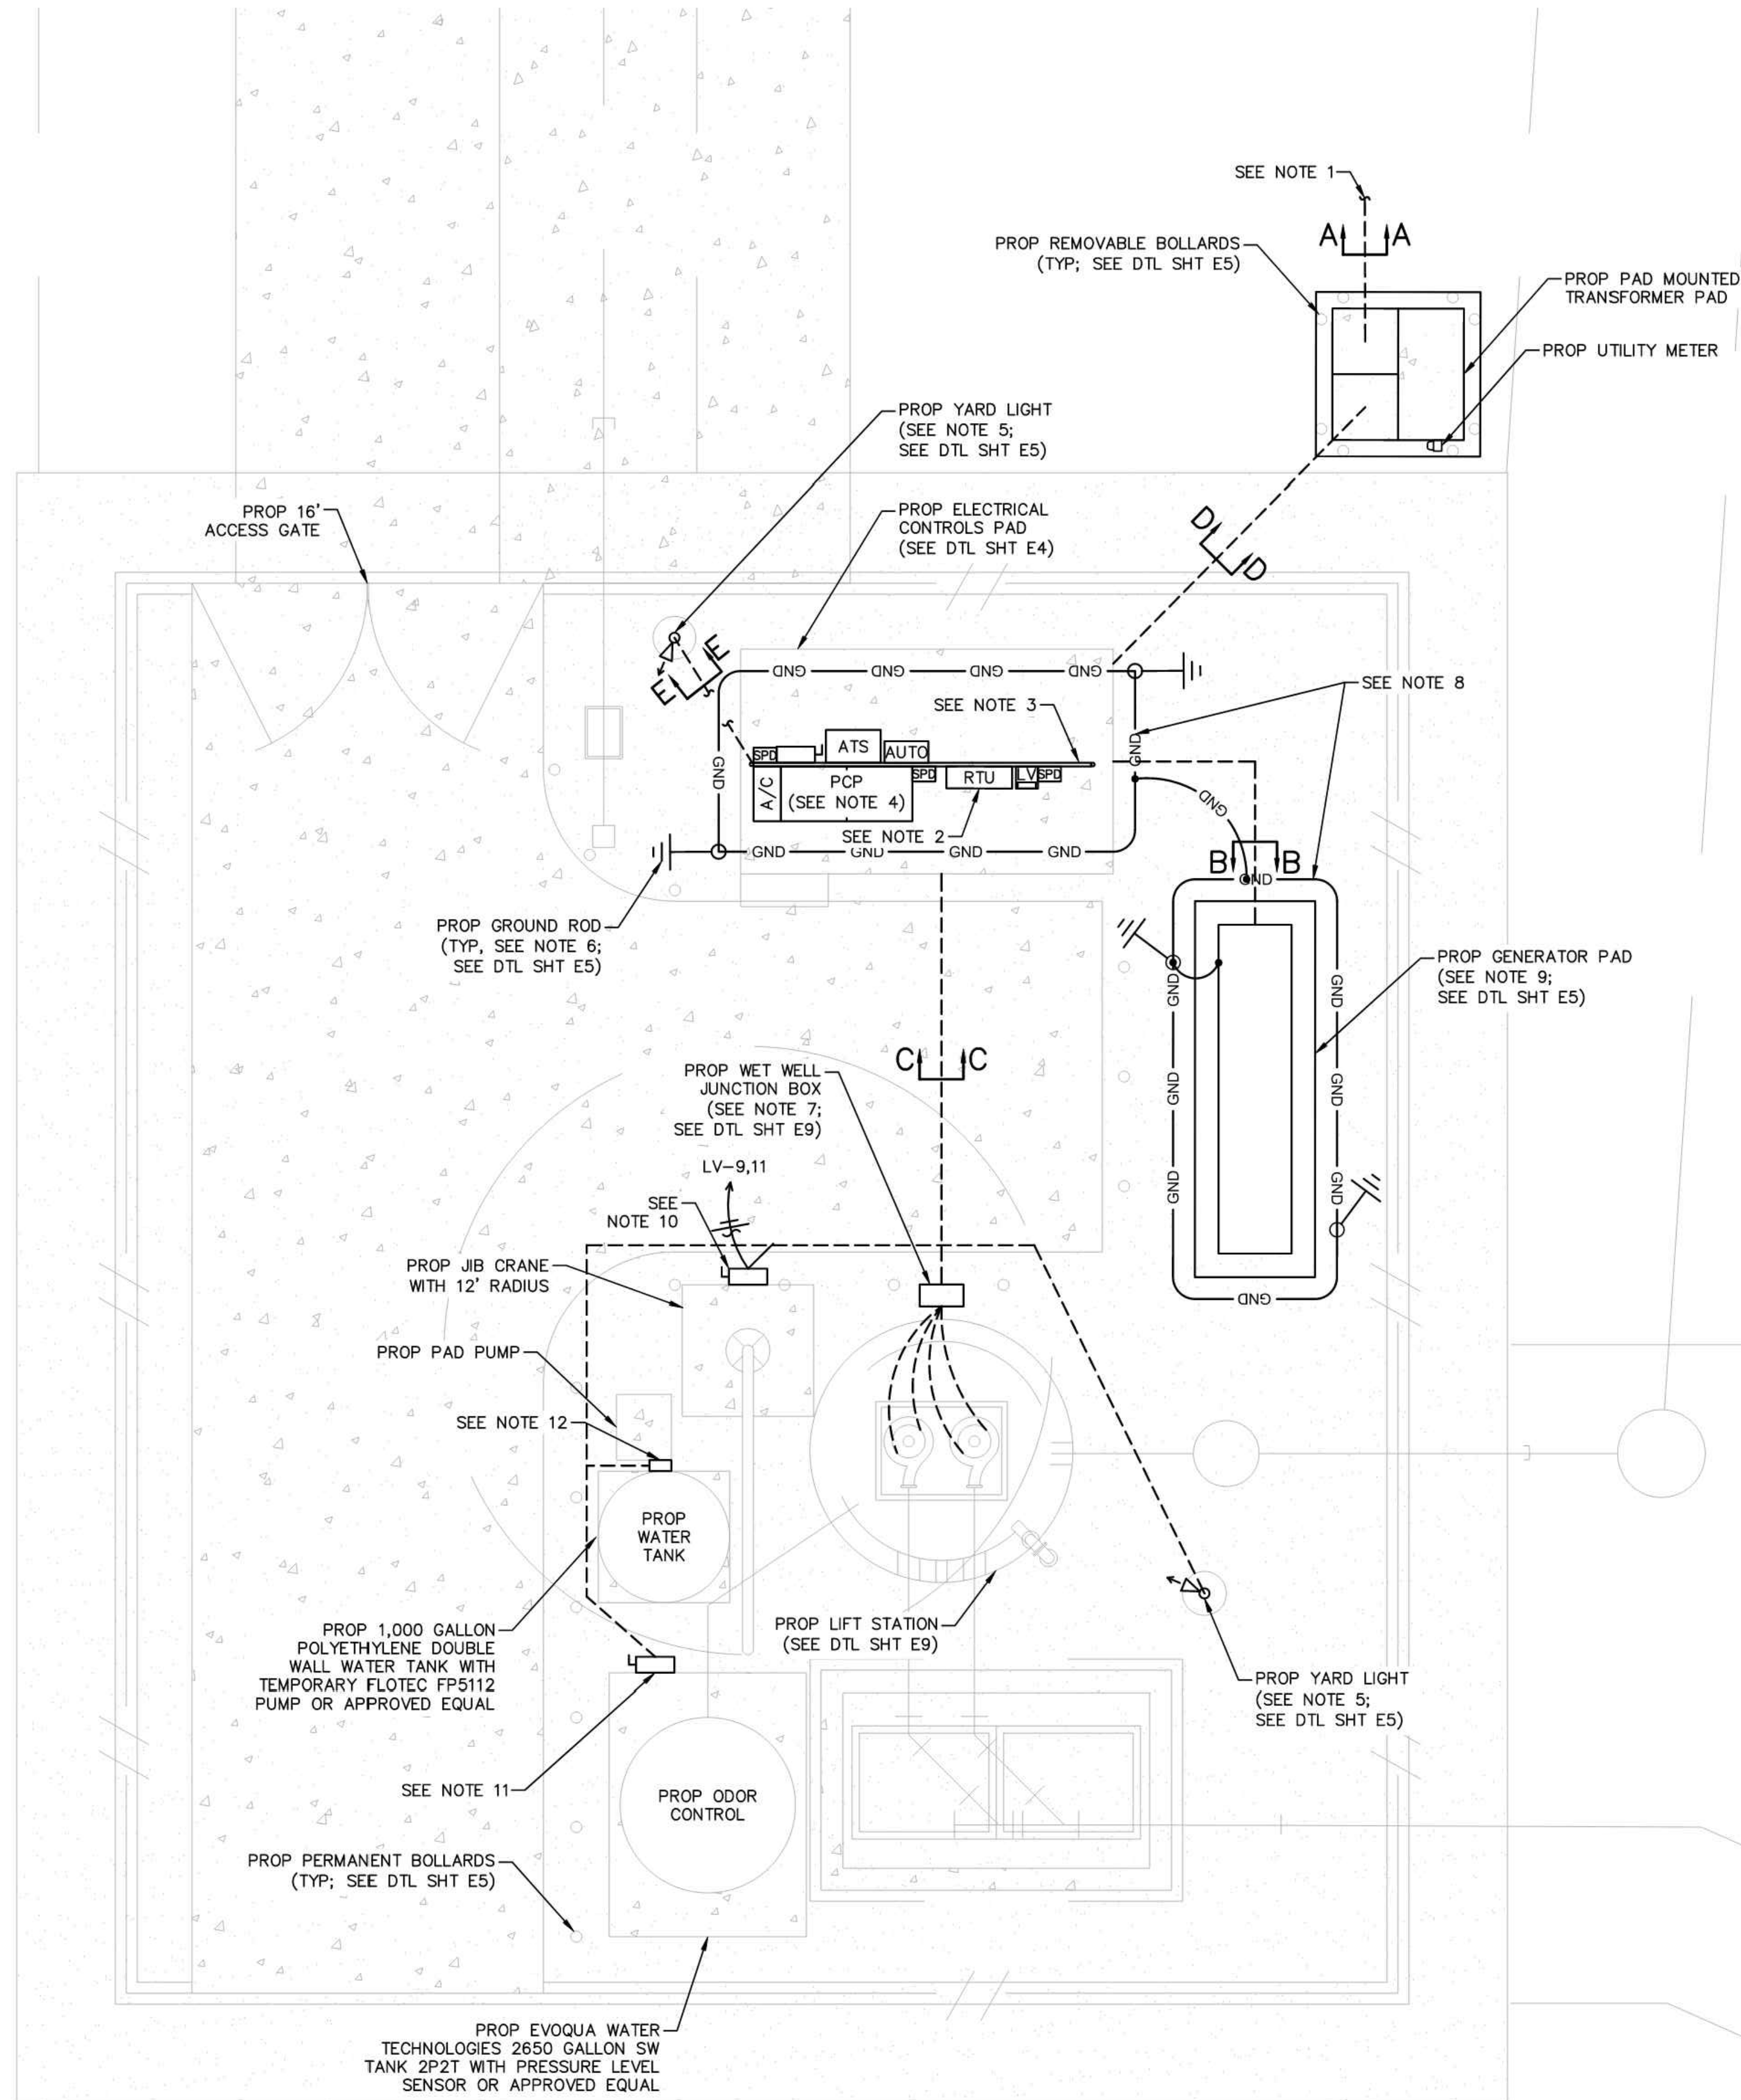 SEE NOTE 1
A A
PROP REMOVABLE BOLLARDS
(TYP; SEE DTL SHT E5)
PROP PAD MOUNTED
TRANSFORMER PAD
PROP UTILITY METER
PROP YARD LIGHT
(SEE NOTE 5;
SEE DTL SHT E5)
PROP 16'
ACCESS GATE
PROP ELECTRICAL
CONTROLS PAD
(SEE DTL SHT E4)
D D
E E
GND GND GND GND
SEE NOTE 8
SEE NOTE 3
GND
GND
SPD
ATS
AUTO
A/C
PCP
(SEE NOTE 4)
SPD
RTU
LV
SPD
SEE NOTE 2
GND GND GND GND
GND
B B
GND
PROP GROUND ROD
(TYP, SEE NOTE 6;
SEE DTL SHT E5)
PROP GENERATOR PAD
(SEE NOTE 9;
SEE DTL SHT E5)
GND GND
GND GND
GND GND
GND
C C
PROP WET WELL
JUNCTION BOX
(SEE NOTE 7;
SEE DTL SHT E9)
LV-9,11
SEE
NOTE 10
PROP JIB CRANE
WITH 12' RADIUS
PROP PAD PUMP
SEE NOTE 12
PROP
WATER
TANK
PROP 1,000 GALLON
POLYETHYLENE DOUBLE
WALL WATER TANK WITH
TEMPORARY FLOTEC FP5112
PUMP OR APPROVED EQUAL
PROP LIFT STATION
(SEE DTL SHT E9)
PROP YARD LIGHT
(SEE NOTE 5;
SEE DTL SHT E5)
SEE NOTE 11
PROP ODOR
CONTROL
PROP PERMANENT BOLLARDS
(TYP; SEE DTL SHT E5)
PROP EVOQUA WATER
TECHNOLOGIES 2650 GALLON SW
TANK 2P2T WITH PRESSURE LEVEL
SENSOR OR APPROVED EQUAL